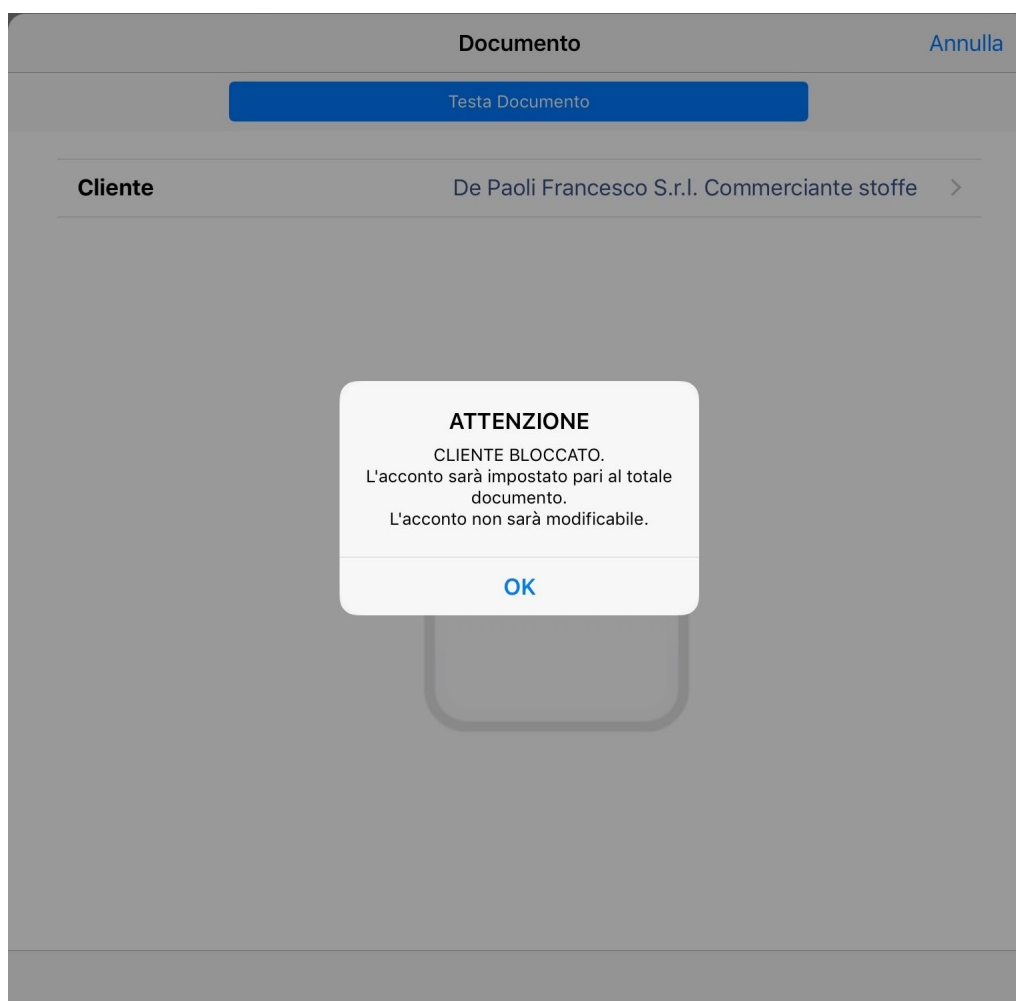 Documento
Annulla
Testa Documento
Cliente
De Paoli Francesco S.r.l. Commerciante stoffe
ATTENZIONE
CLIENTE BLOCCATO.
L'acconto sarà impostato pari al totale
documento.
L'acconto non sarà modificabile.
OK